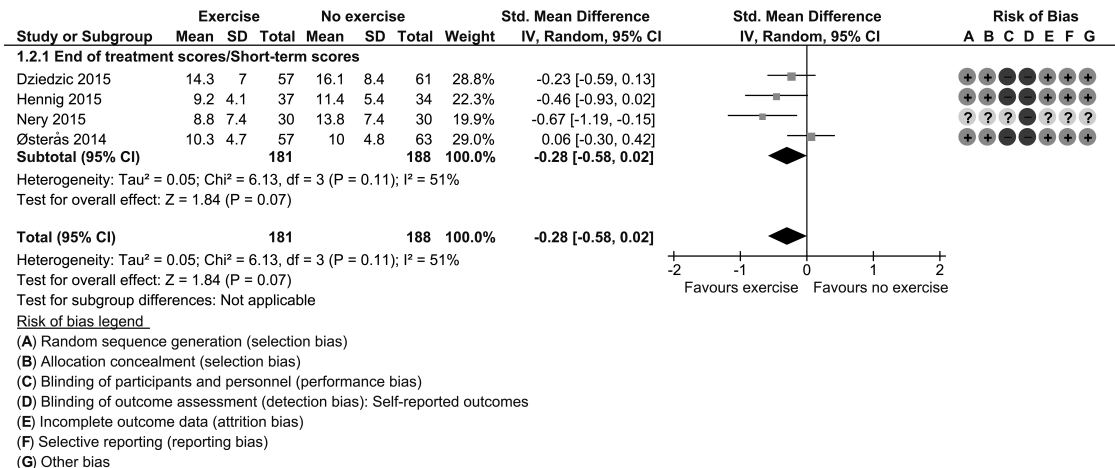 Exercise No exercise Std. Mean Difference Std. Mean Difference Risk of Bias
Study or Subgroup Mean SD Total Mean SD Total Weight IV, Random, 95% CI IV, Random, 95% CI A B C D E F G
1.2.1 End of treatment scores/Short-term scores
Dziedzic 2015 14.3 7 57 16.1 8.4 61 28.8% -0.23 [-0.59, 0.13] + + − − + + +
Hennig 2015 9.2 4.1 37 11.4 5.4 34 22.3% -0.46 [-0.93, 0.02] + + − − + + +
Nery 2015 8.8 7.4 30 13.8 7.4 30 19.9% -0.67 [-1.19, -0.15] ? ? ? − ? ? ?
Østerås 2014 10.3 4.7 57 10 4.8 63 29.0% 0.06 [-0.30, 0.42] + + − − + + +
Subtotal (95% CI) 181 188 100.0% -0.28 [-0.58, 0.02]
Heterogeneity: Tau² = 0.05; Chi² = 6.13, df = 3 (P = 0.11); I² = 51%
Test for overall effect: Z = 1.84 (P = 0.07)
Total (95% CI) 181 188 100.0% -0.28 [-0.58, 0.02]
Heterogeneity: Tau² = 0.05; Chi² = 6.13, df = 3 (P = 0.11); I² = 51%
-2 -1 0 1 2
Test for overall effect: Z = 1.84 (P = 0.07)
Favours exercise Favours no exercise
Test for subgroup differences: Not applicable
Risk of bias legend
(A) Random sequence generation (selection bias)
(B) Allocation concealment (selection bias)
(C) Blinding of participants and personnel (performance bias)
(D) Blinding of outcome assessment (detection bias): Self-reported outcomes
(E) Incomplete outcome data (attrition bias)
(F) Selective reporting (reporting bias)
(G) Other bias